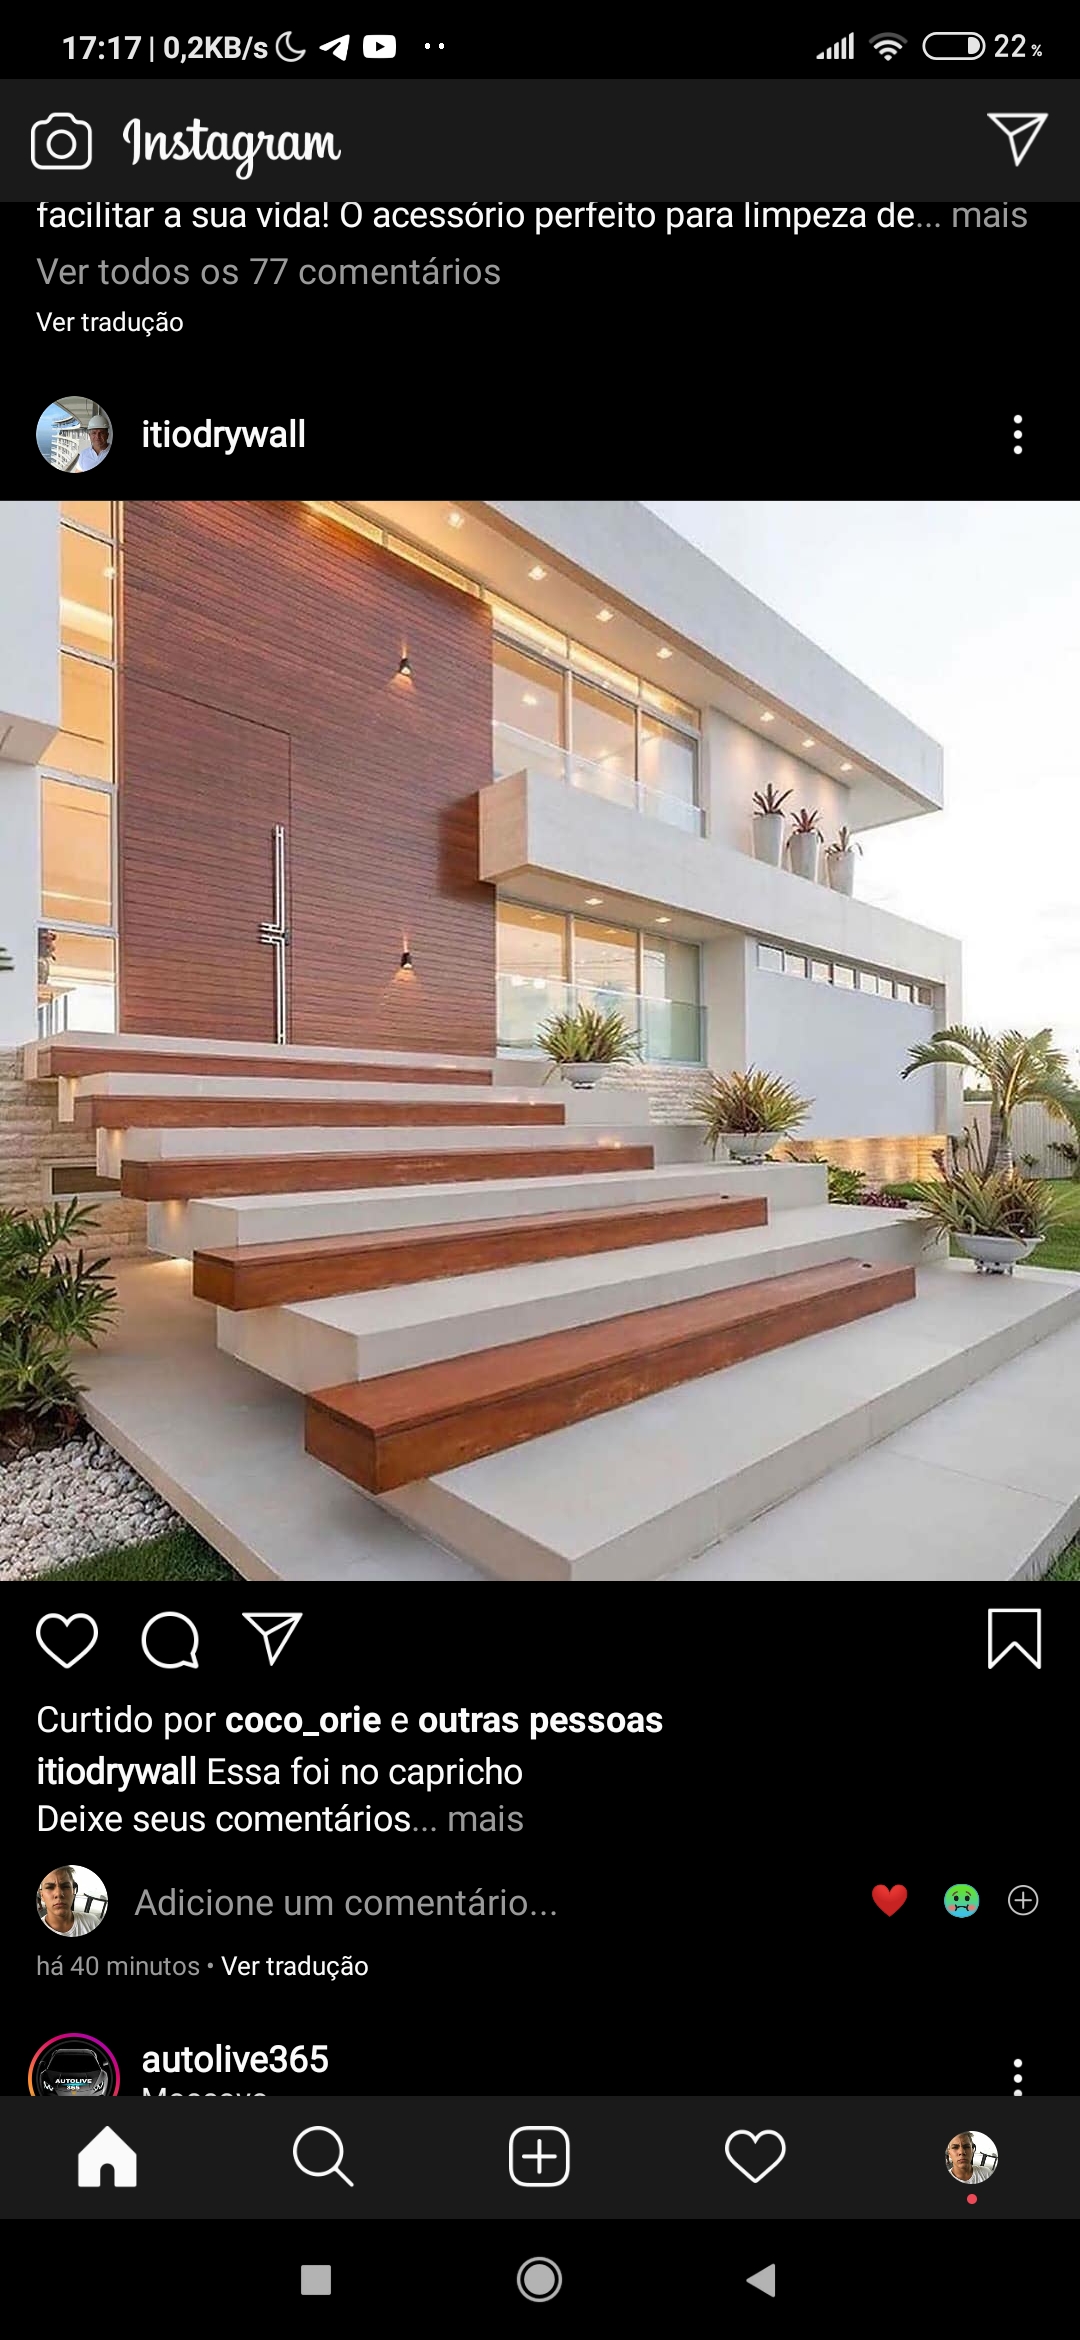 17:17 | 0,2KB/s
22%
Instagram
facilitar a sua vida! O acessório perfeito para limpeza de... mais
Ver todos os 77 comentários
Ver tradução
itiodrywall
Curtido por coco_orie e outras pessoas
itiodrywall Essa foi no capricho
Deixe seus comentários... mais
Adicione um comentário...
há 40 minutos • Ver tradução
AUTOLIVE
365
autolive365